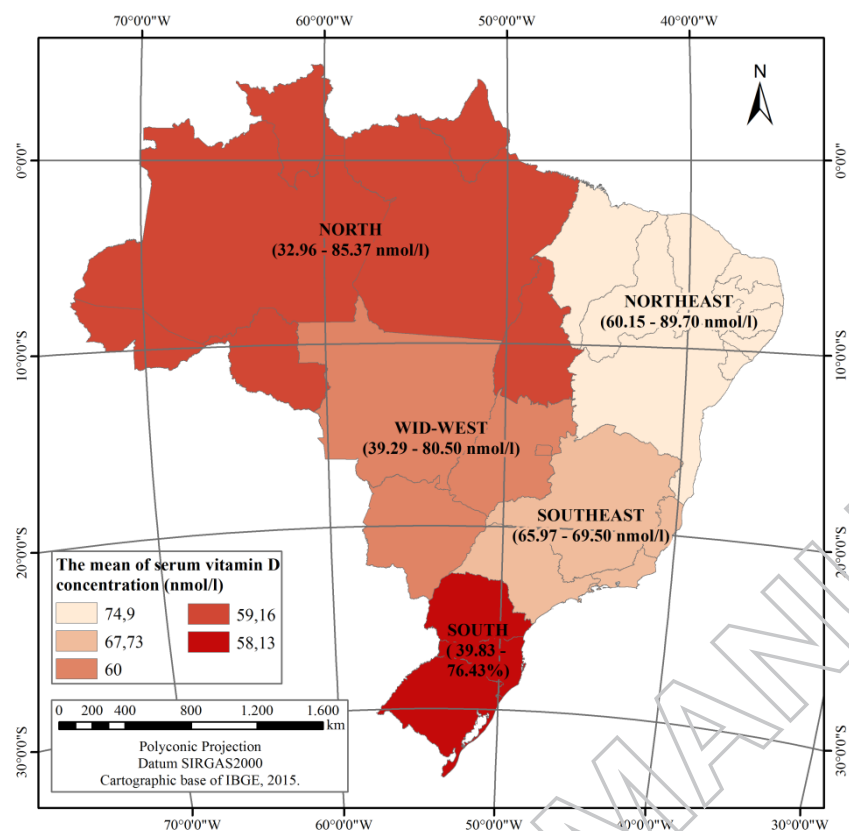 70°0'0"W 60°0'0"W 50°0'0"W 40°0'0"W
N
0°0'0"
0°0'0"
NORTH
(32.96 - 85.37 nmol/l)
NORTHEAST
(60.15 - 89.70 nmol/l)
10°0'0"S
10°0'0"S
WID-WEST
(39.29 - 80.50 nmol/l)
SOUTHEAST
(65.97 - 69.50 nmol/l)
20°0'0"S
20°0'0"S
The mean of serum vitamin D
concentration (nmol/l)
74,9 59,16
67,73 58,13
60
SOUTH
( 39.83 -
76.43%)
0 200 400 800 1.200 1.600
km
Polyconic Projection
Datum SIRGAS2000
Cartographic base of IBGE, 2015.
30°0'0"S
30°0'0"S
70°0'0"W 60°0'0"W 50°0'0"W 40°0'0"W 30°0'0"W
MANU